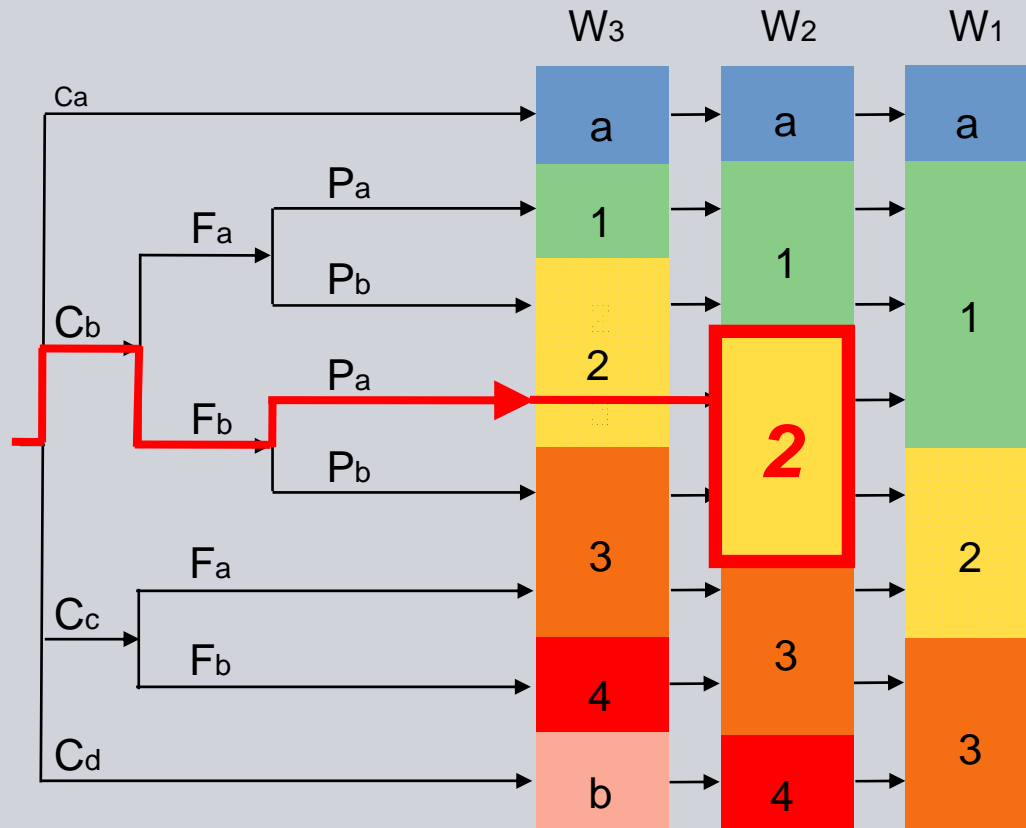 W3 W2 W1
Ca a a a
Pa
Fa 1 1
Pb 1
Cb
Pa 2
Fb 2
Pb
Fa 3 2
Cc
Fb 3
4
Cd 3
b 4